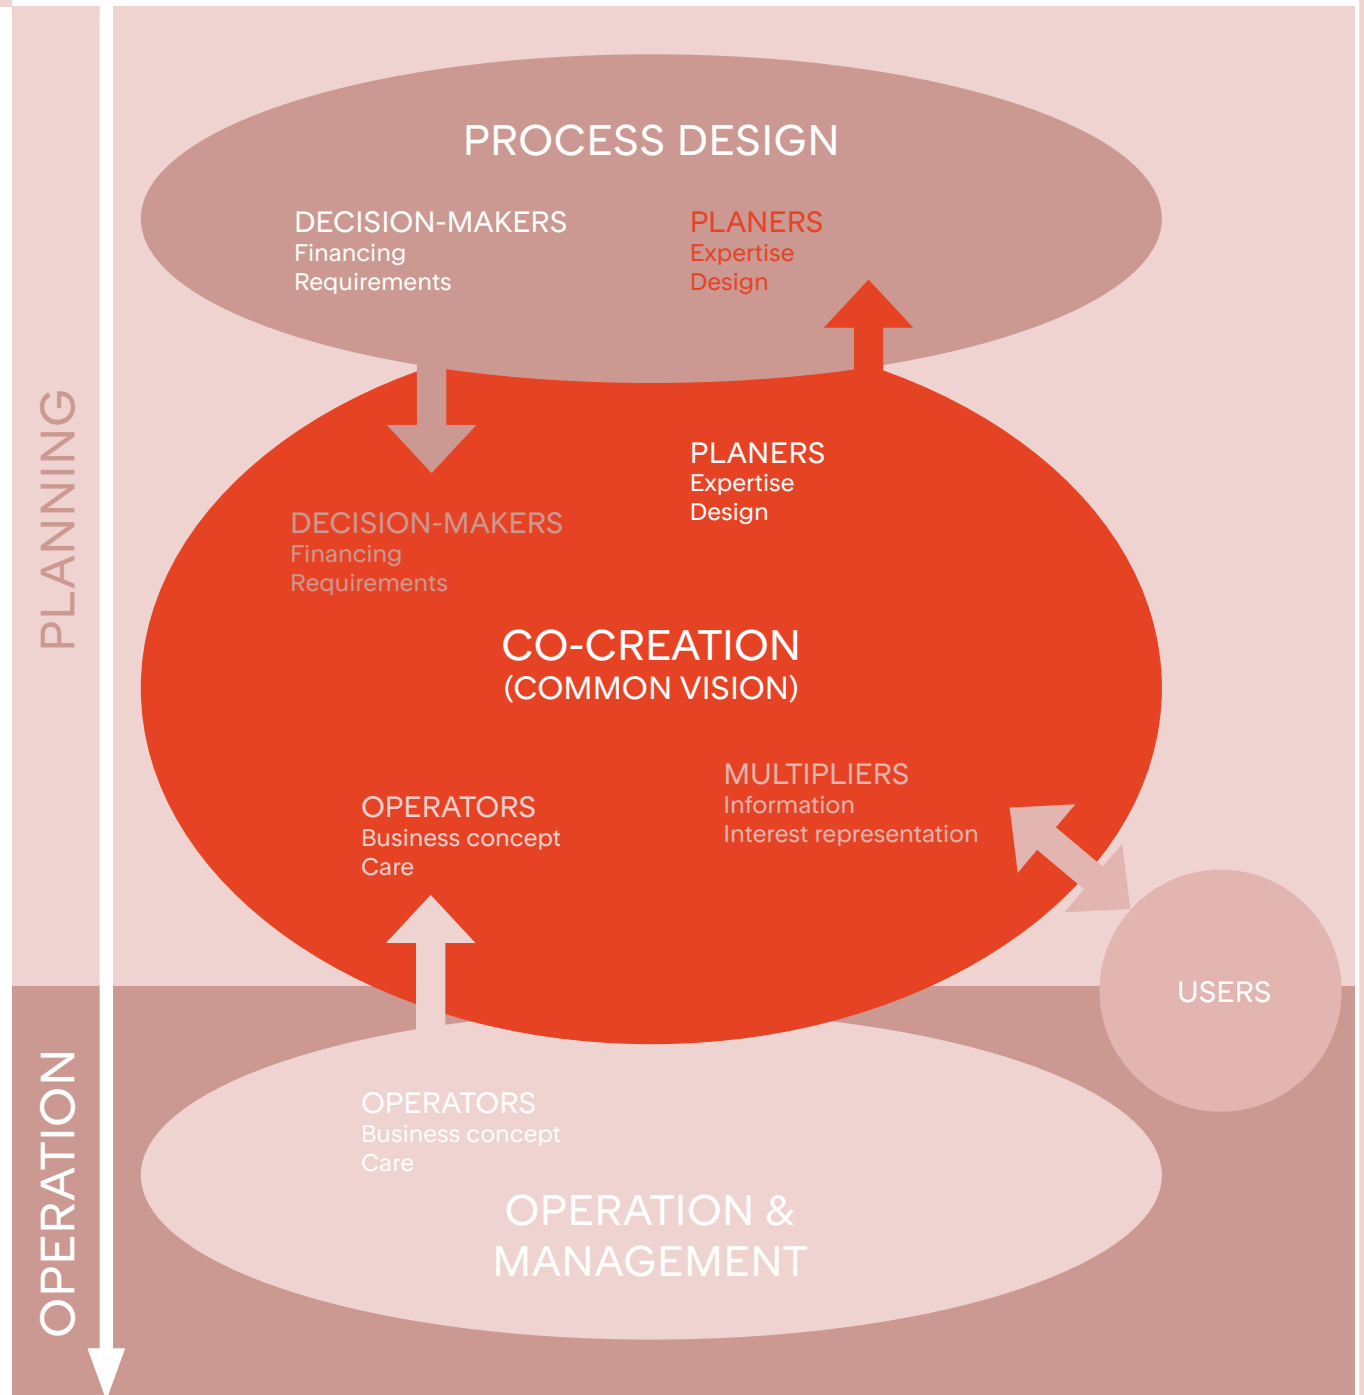 PLANNING
PROCESS DESIGN
DECISION-MAKERS
Financing
Requirements
PLANERS
Expertise
Design
PLANERS
Expertise
Design
DECISION-MAKERS
Financing
Requirements
CO-CREATION
(COMMON VISION)
MULTIPLIERS
Information
Interest representation
OPERATORS
Business concept
Care
USERS
OPERATION
OPERATORS
Business concept
Care
OPERATION &
MANAGEMENT